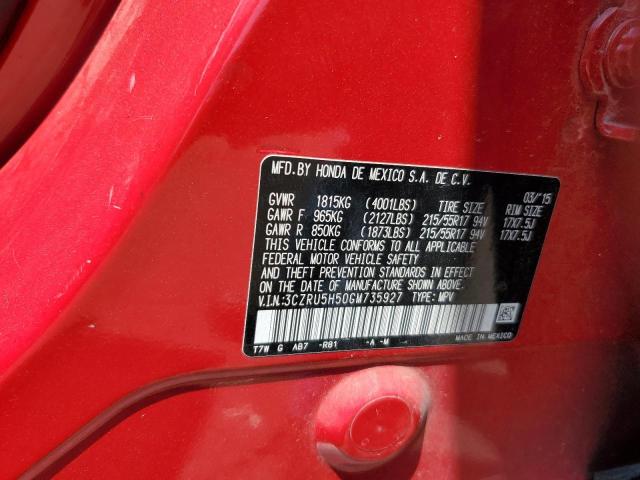 MFD.BY HONDA DE MEXICO S.A. DE C.V.
03/'15
GVWR 1815KG (4001LBS) TIRE SIZE RIM SIZE
GAWR F 965KG (2127LBS) 215/55R17 94V 17X7.5J
GAWR R 850KG (1873LBS) 215/55R17 94V 17X7.5J
THIS VEHICLE CONFORMS TO ALL APPLICABLE
FEDERAL MOTOR VEHICLE SAFETY
AND THEFT PREVENTION STANDARDS IN EFFECT
ON THE DATE OF MANUFACTURE SHOWN ABOVE.
V.I.N.:3CZRU5H50GM735927 TYPE: MPV
T7W G AB7 -R81 -A -M - MADE IN MEXICO